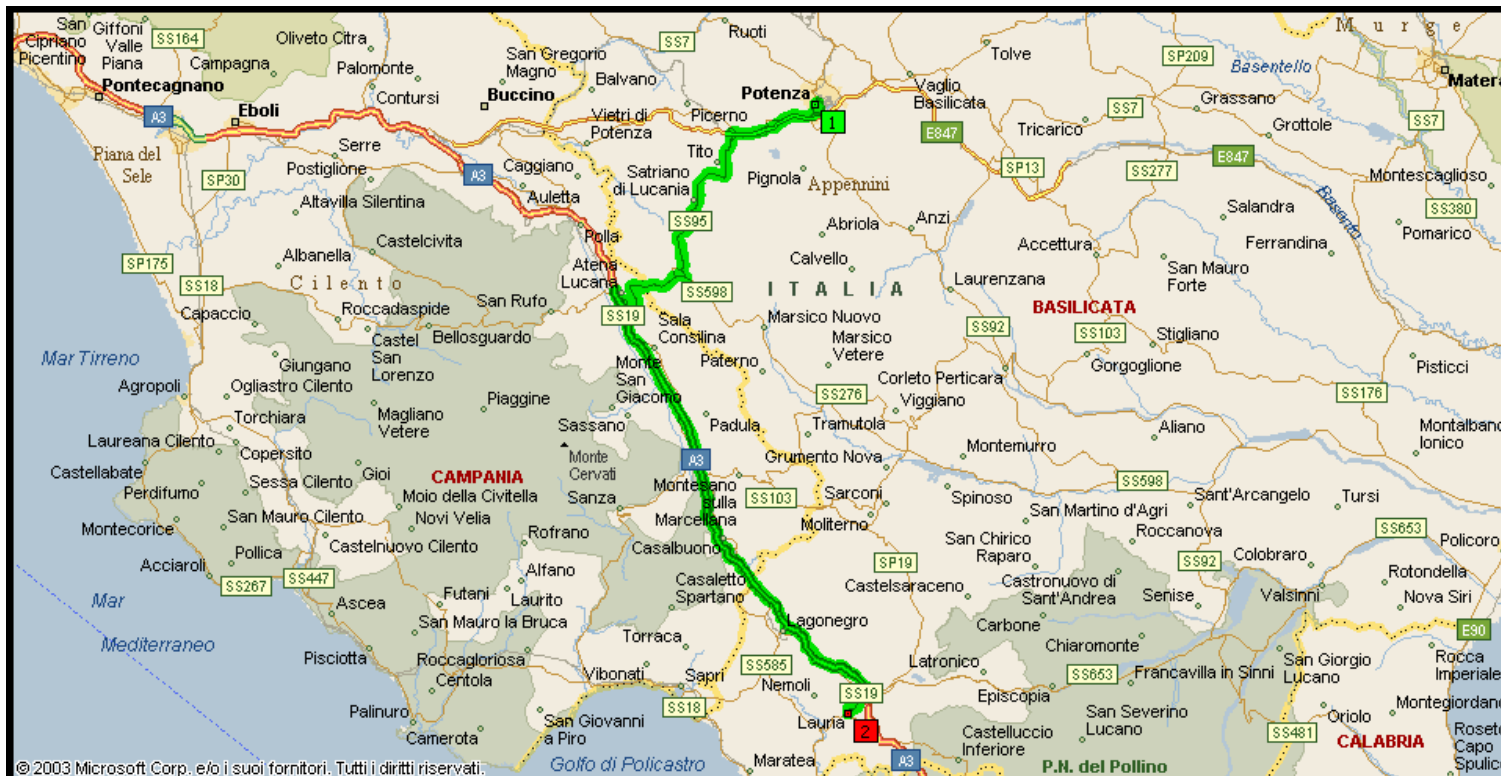 San
Cipriano
Picentino
Giffoni
Valle
Piana
SS164
Oliveto Citra
San Gregorio
Magno
SS7
Ruoti
Tolve
SP209
Murge
Basentello
Matera
Campagna
Palomonte
Balvano
Vaglio
Basilicata
Pontecagnano
Contursi
Buccino
Potenza
1
SS7
Grassano
A3
Eboli
Vietri di
Potenza
Picerno
E847
Tricarico
Grottole
SS7
Piana del
Sele
Serre
Caggiano
Tito
SP13
E847
Postiglione
A3
Satriano
di Lucania
Pignola
Appennini
SS277
Montescaglioso
SP30
Auletta
Altavilla Silentina
SS95
Abriola
Anzi
Salandra
Basento
SS380
Pomarico
Polla
Castelcivita
Accettura
Ferrandina
Albanella
Atena
Lucana
Calvello
SP175
San Mauro
Forte
SS18
Cilento
Laurenzana
SS598
ITALIA
San Rufo
Roccadaspide
BASILICATA
Capaccio
SS19
Marsico Nuovo
SS92
SS103
Stigliano
Bellosguardo
Sala
Consilina
Castel
San
Lorenzo
Marsico
Vetere
Mar Tirreno
Giungano
Monte
San
Giacomo
Paterno
Gorgoglione
Pisticci
Agropoli
Ogliastro Cilento
Corleto Perticara
SS276
Viggiano
SS176
Torchiara
Magliano
Vetere
Piaggine
Sassano
Padula
Tramutola
Aliano
Montalbano
Ionico
Laureana Cilento
Copersito
Monte
Cervati
Montemurro
Grumento Nova
Castellabate
Gioi
CAMPANIA
A3
Sessa Cilento
Perdifumo
Moio della Civitella
Sanza
Montesano
sulla
Marcellana
SS103
Sarconi
Spinoso
SS598
Sant'Arcangelo
Tursi
Montecorice
San Mauro Cilento
Novi Velia
Moliterno
San Martino d'Agri
Roccanova
SS653
Rofrano
Castelnuovo Cilento
Casalbuono
San Chirico
Raparo
Policoro
Pollica
Acciaroli
SS267
SS447
Alfano
SP19
SS92
Colobraro
Casaletto
Spartano
Castelsaraceno
Castronuovo di
Sant'Andrea
Rotondella
Mar
Mediterraneo
Futani
Laurito
Senise
Valsinni
Nova Siri
Ascea
San Mauro la Bruca
Lagonegro
Carbone
Torraca
Chiaromonte
E90
Pisciotta
Roccagloriosa
SS585
Latronico
San Giorgio
Lucano
Rocca
Imperiale
Centola
Vibonati
Sapri
Nemoli
SS19
Episcopia
SS653
Francavilla in Sinni
Montegiordano
Palinuro
SS18
Lauria
2
San Severino
Lucano
Oriolo
San Giovanni
a Piro
Castelluccio
Inferiore
SS481
CALABRIA
Roseto
Capo
Spulico
Camerota
Maratea
A3
P.N. del Pollino
Golfo di Policastro
© 2003 Microsoft Corp. e/o i suoi fornitori. Tutti i diritti riservati.